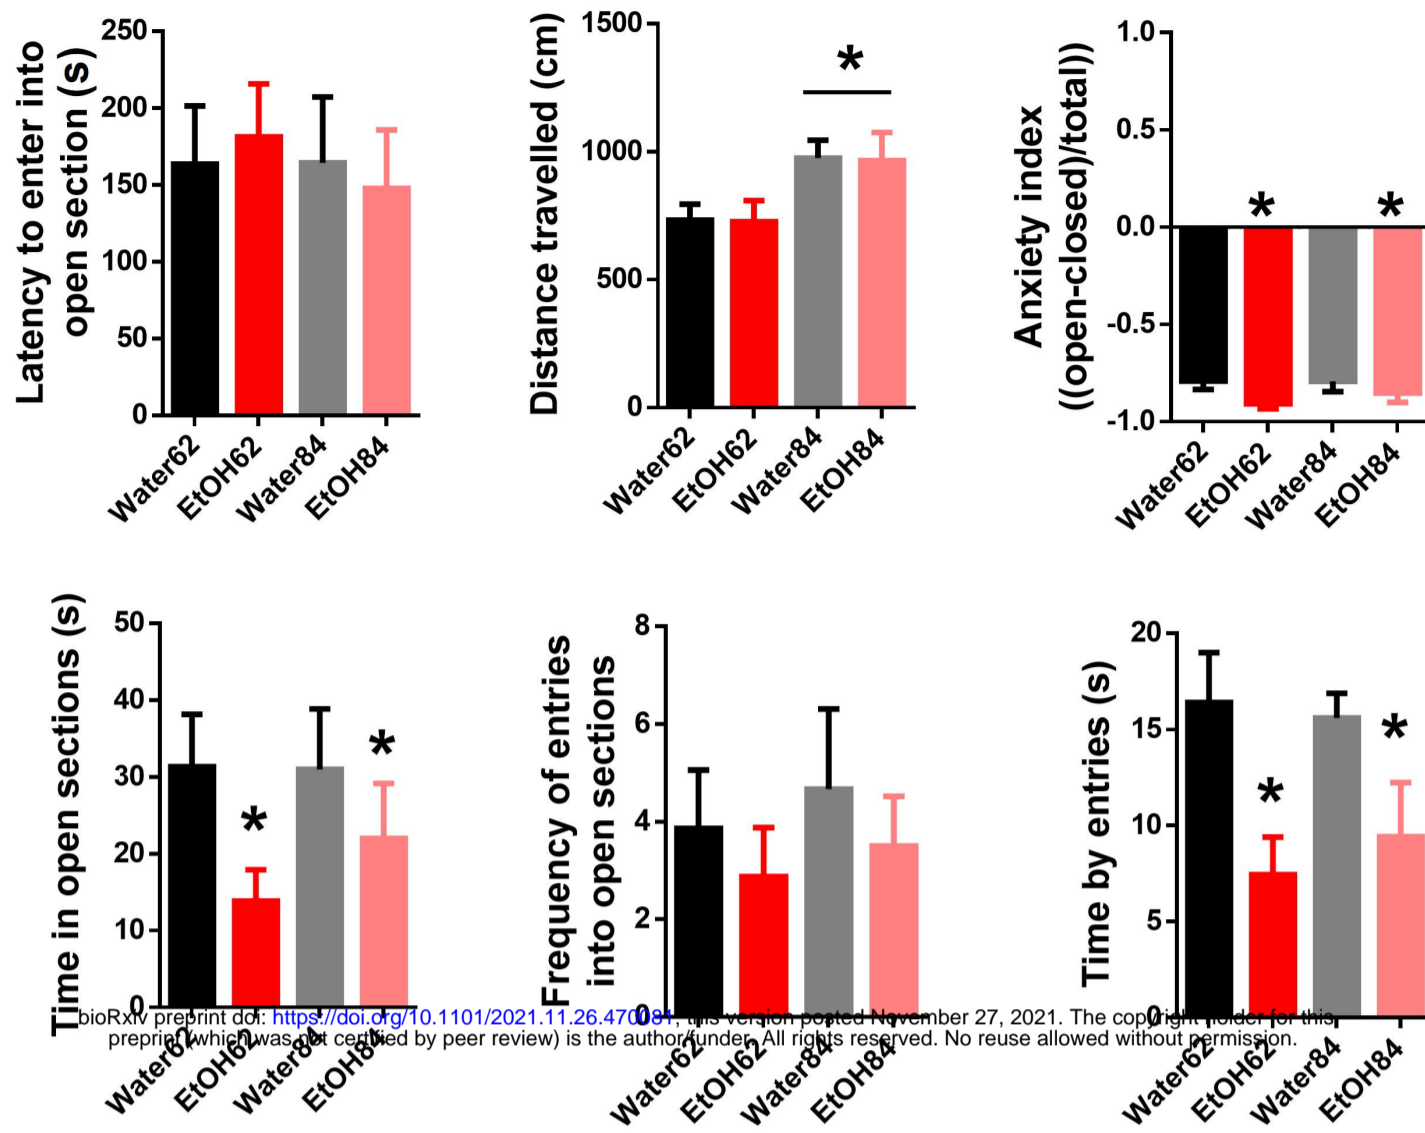 Latency to enter into
open section (s)
250
200
150
100
50
0
Water62
EtOH62
Water84
EtOH84
Distance travelled (cm)
1500
1000
500
0
*
Water62
EtOH62
Water84
EtOH84
Anxiety index
((open-closed)/total))
1.0
0.5
0.0
-0.5
-1.0
*
*
Water62
EtOH62
Water84
EtOH84
Time in open sections (s)
50
40
30
20
10
0
*
*
Water62
EtOH62
Water84
EtOH84
Frequency of entries
into open sections
8
6
4
2
0
Water62
EtOH62
Water84
EtOH84
Time by entries (s)
20
15
10
5
0
*
*
Water62
EtOH62
Water84
EtOH84
bioRxiv preprint doi: https://doi.org/10.1101/2021.11.26.470081; this version posted November 27, 2021. The copyright holder for this
preprint (which was not certified by peer review) is the author/funder. All rights reserved. No reuse allowed without permission.